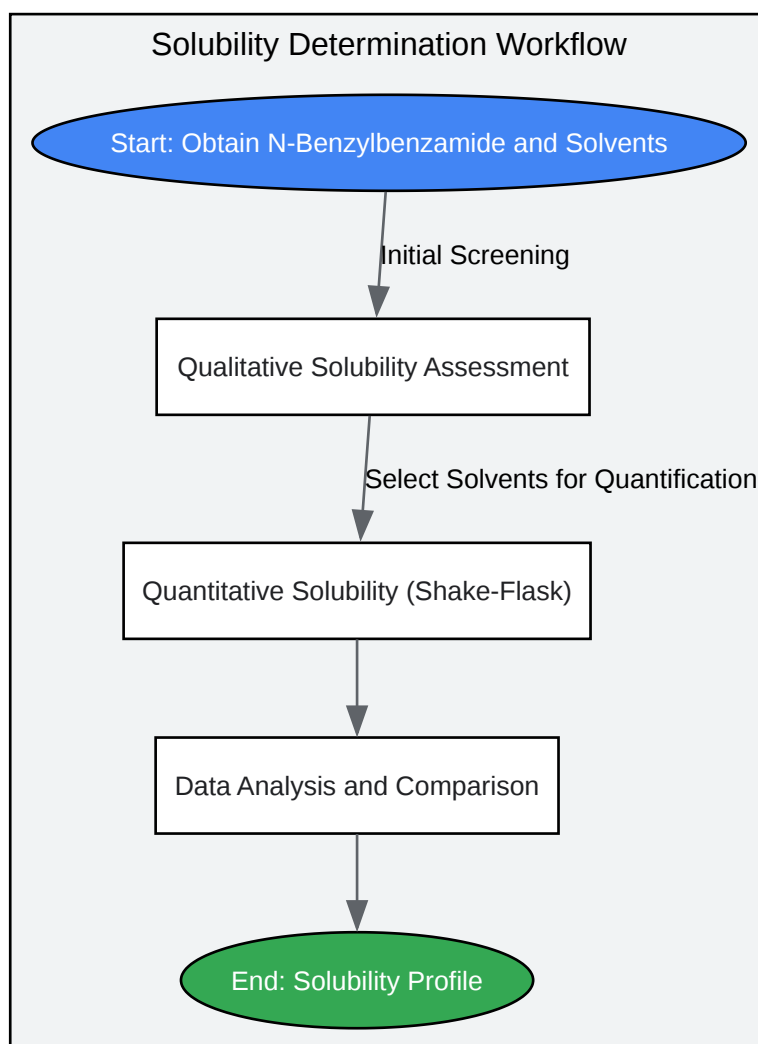 Solubility Determination Workflow
Start: Obtain N-Benzylbenzamide and Solvents
Initial Screening
Qualitative Solubility Assessment
Select Solvents for Quantification
Quantitative Solubility (Shake-Flask)
Data Analysis and Comparison
End: Solubility Profile